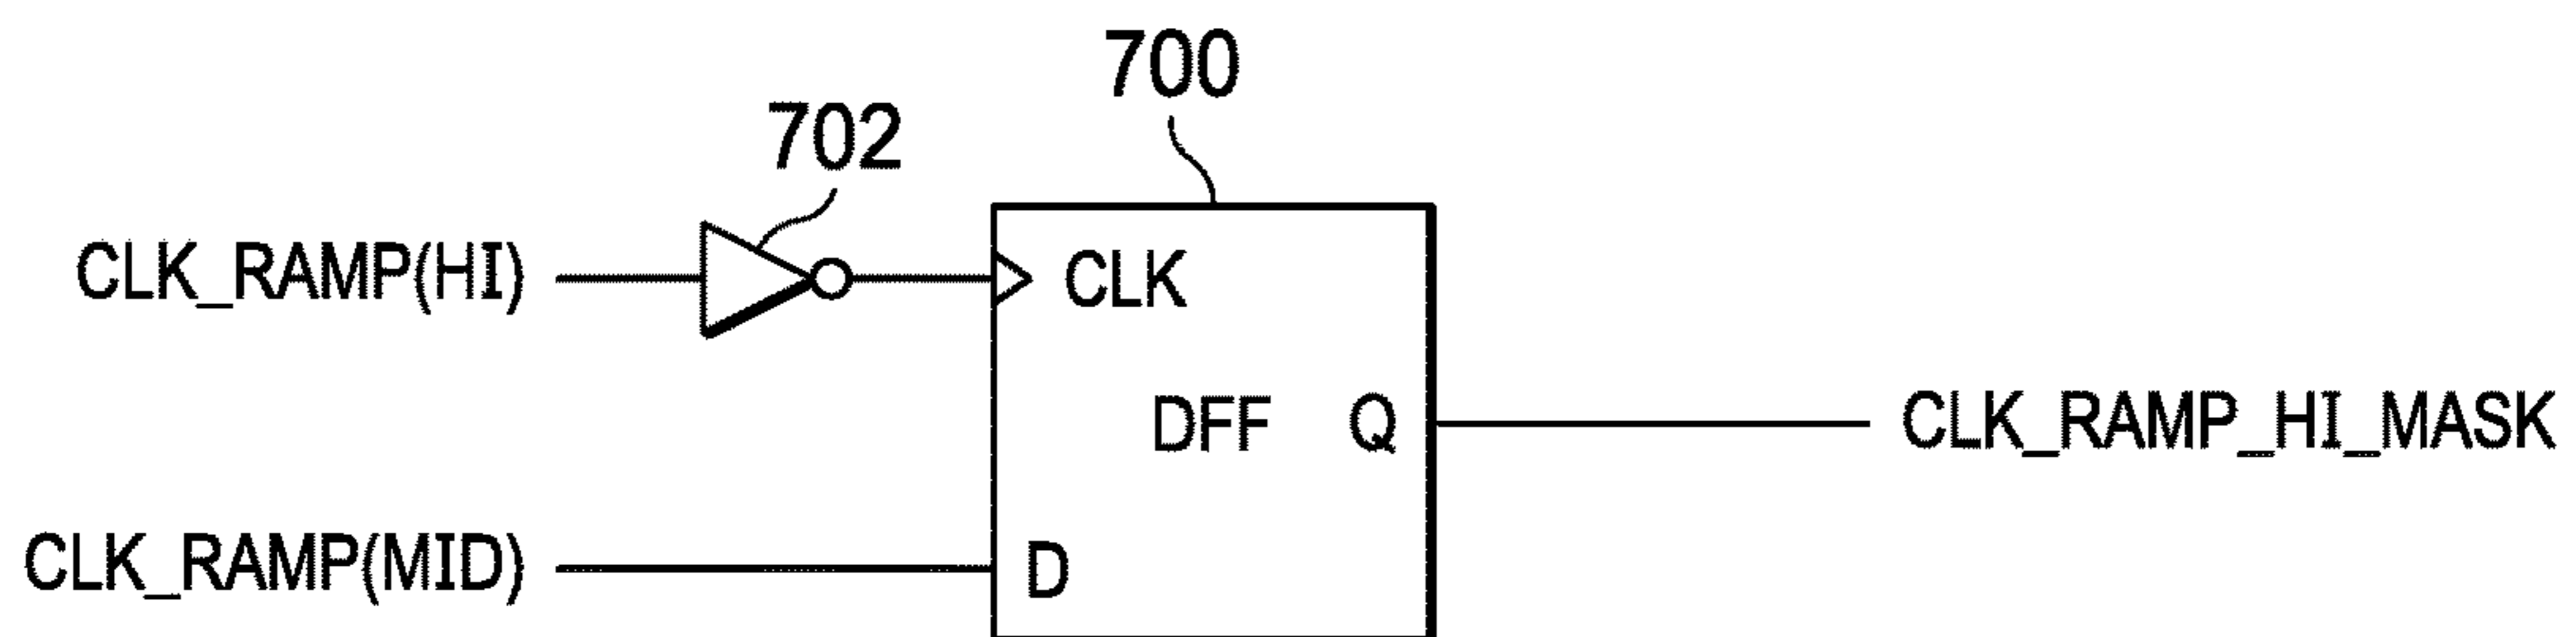 700
702
CLK_RAMP(HI)
CLK
DFF
Q
CLK_RAMP_HI_MASK
CLK_RAMP(MID)
D